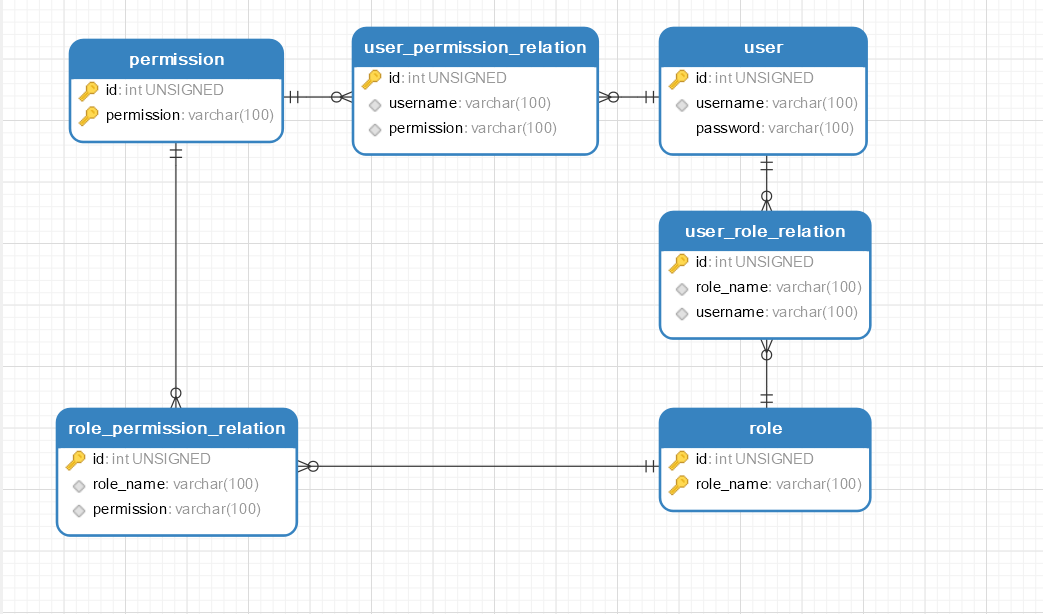 permission
id: int UNSIGNED
permission: varchar(100)
user_permission_relation
id: int UNSIGNED
username: varchar(100)
permission: varchar(100)
user
id: int UNSIGNED
username: varchar(100)
password: varchar(100)
user_role_relation
id: int UNSIGNED
role_name: varchar(100)
username: varchar(100)
role_permission_relation
id: int UNSIGNED
role_name: varchar(100)
permission: varchar(100)
role
id: int UNSIGNED
role_name: varchar(100)